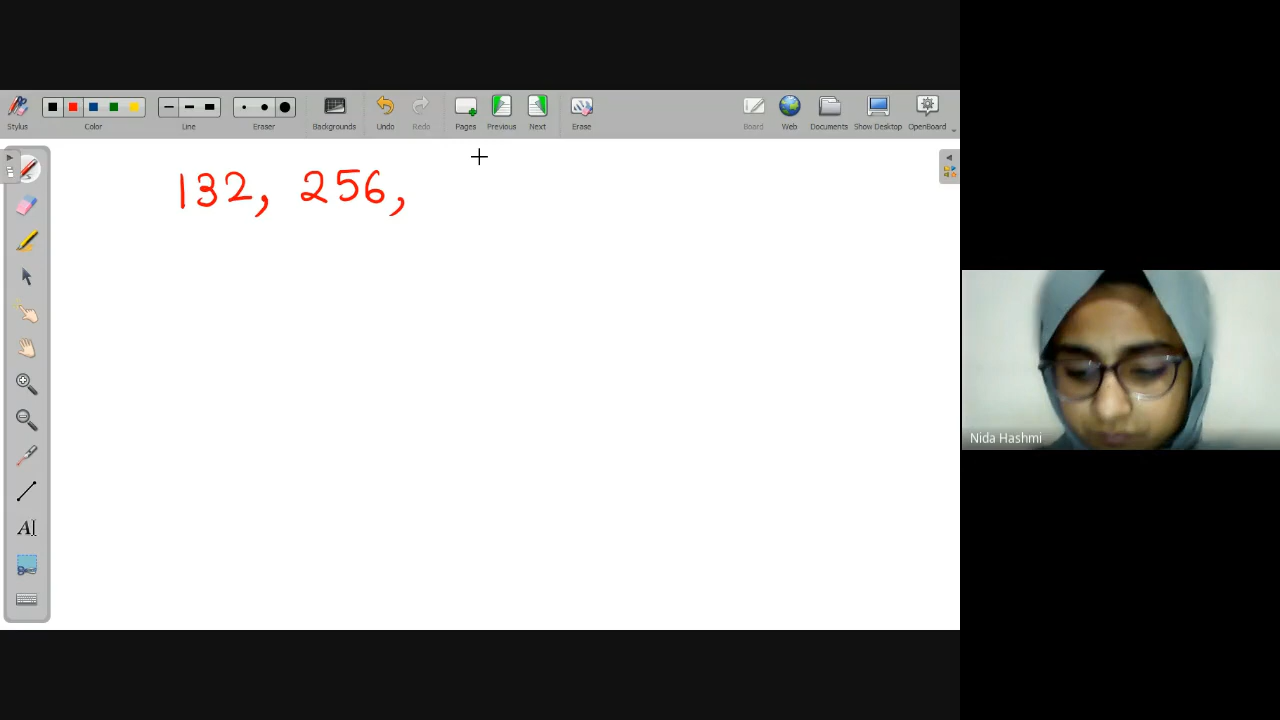 Stylus Color Line Eraser Backgrounds Undo Redo Pages Previous Next Erase Board Web Documents Show Desktop OpenBoard
132, 256,
Nida Hashmi